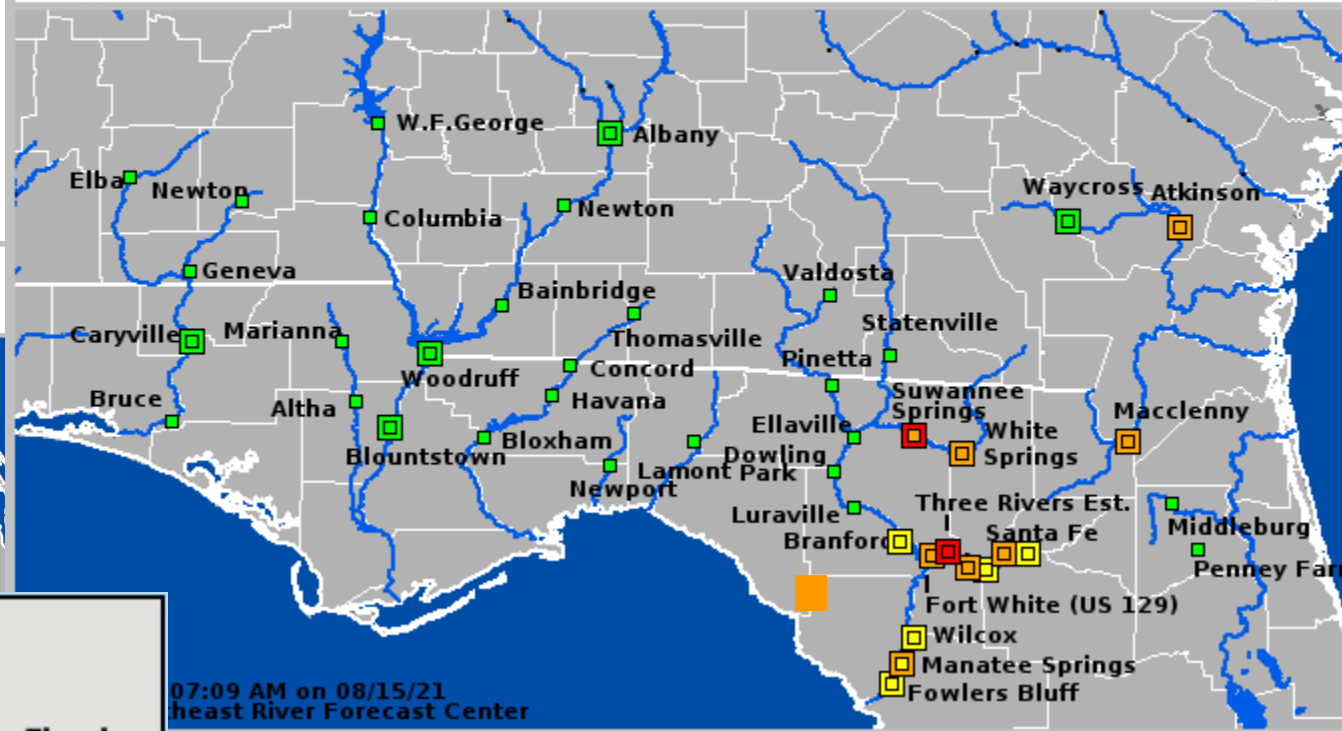 W.F.George
Albany
Elba
Newton
Waycross
Atkinson
Columbia
Newton
Geneva
Valdosta
Bainbridge
Caryville
Marianna
Thomasville
Statenville
Woodruff
Concord
Pinetta
Bruce
Altha
Havana
Suwannee
Springs
Macclenny
Ellaville
White
Springs
Blountstown
Bloxham
Dowling
Park
Lamont
Newport
Three Rivers Est.
Luraville
Santa Fe
Middleburg
Branford
Penney Far
Fort White (US 129)
Wilcox
Manatee Springs
Fowlers Bluff
07:09 AM on 08/15/21
heast River Forecast Center